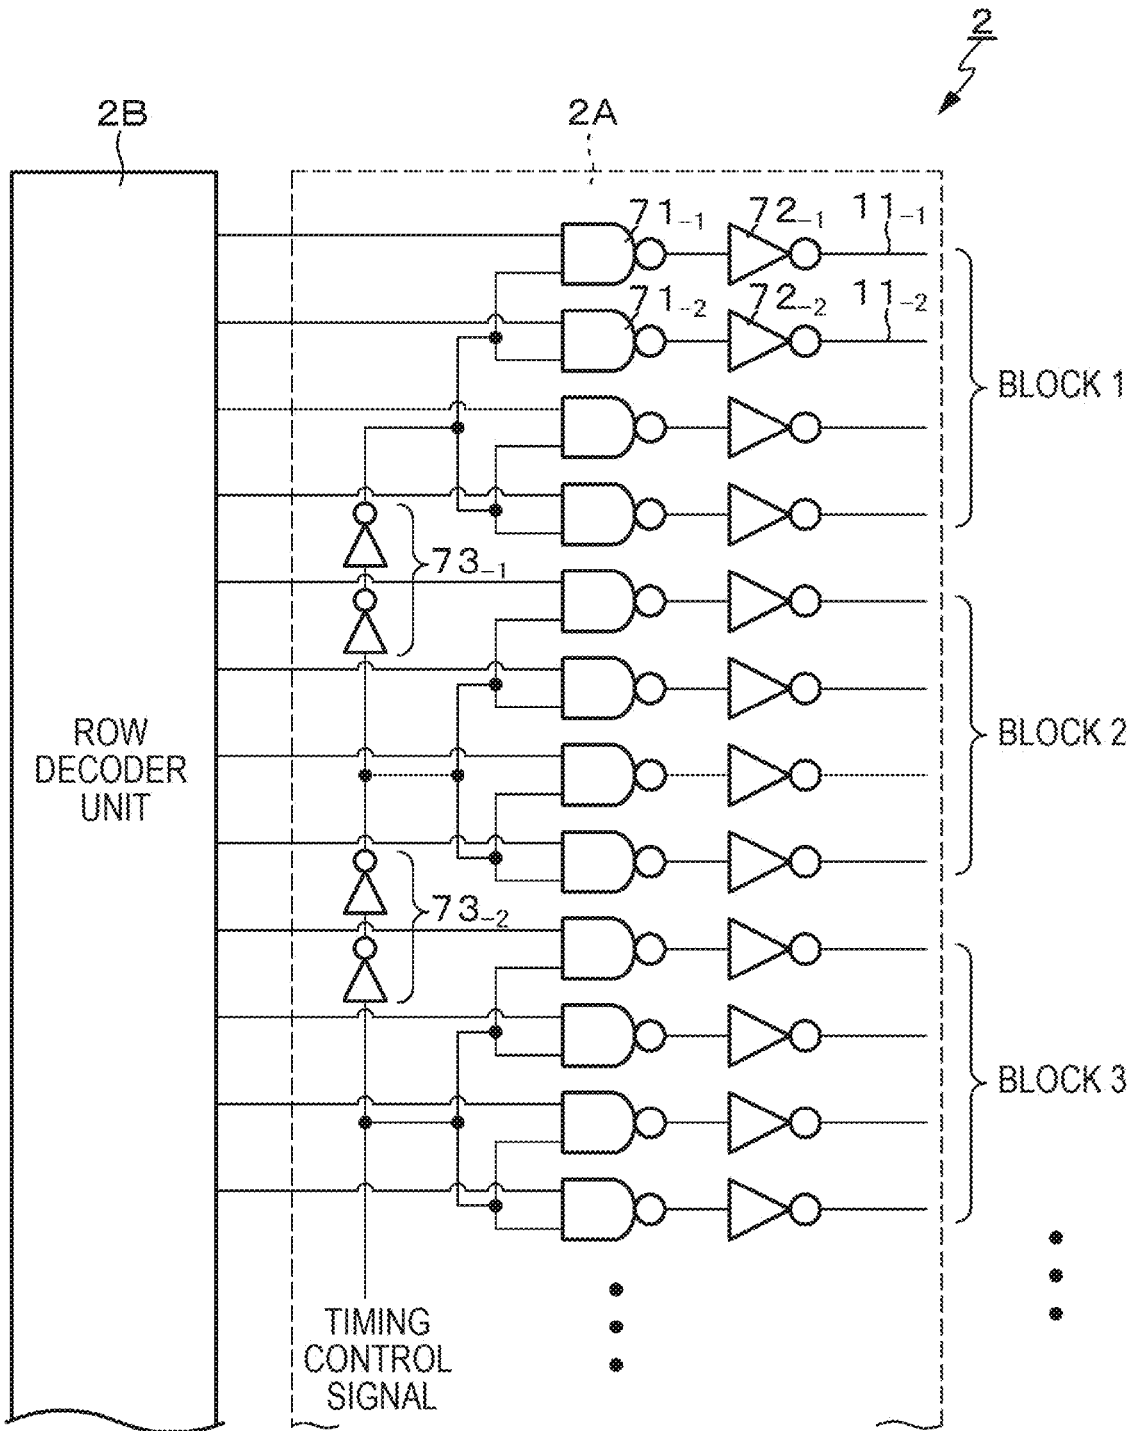 2
2B
2A
71-1
72-1
11-1
71-2
72-2
11-2
BLOCK 1
73-1
ROW
DECODER
UNIT
BLOCK 2
73-2
BLOCK 3
TIMING
CONTROL
SIGNAL